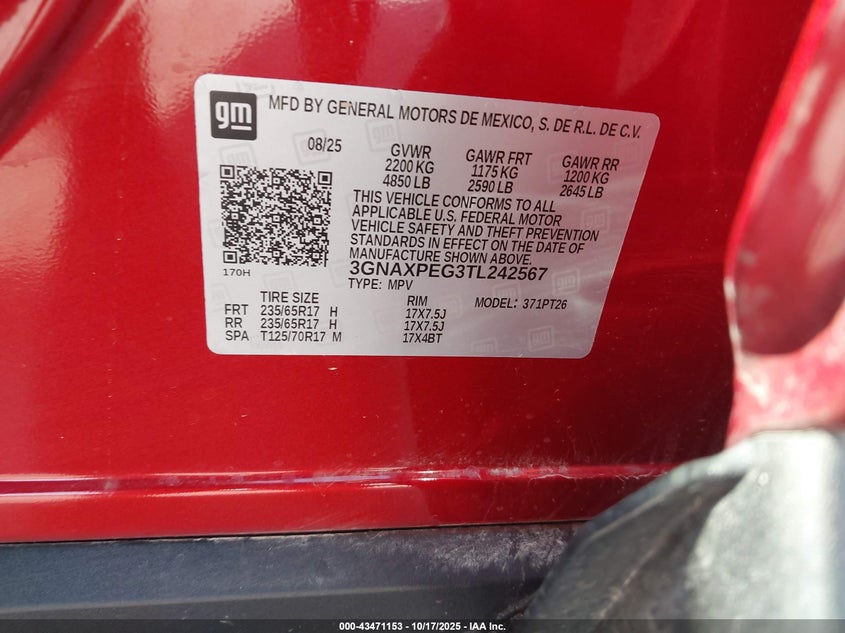 gm MFD BY GENERAL MOTORS DE MEXICO, S. DE R.L. DE C.V.
08/25 GVWR GAWR FRT GAWR RR
2200 KG 1175 KG 1200 KG
4850 LB 2590 LB 2645 LB
THIS VEHICLE CONFORMS TO ALL
APPLICABLE U.S. FEDERAL MOTOR
VEHICLE SAFETY AND THEFT PREVENTION
STANDARDS IN EFFECT ON THE DATE OF
MANUFACTURE SHOWN ABOVE.
170H 3GNAXPEG3TL242567
TYPE: MPV
TIRE SIZE RIM MODEL: 371PT26
FRT 235/65R17 H 17X7.5J
RR 235/65R17 H 17X7.5J
SPA T125/70R17 M 17X4BT
000-43471153 | 10/17/2025 | IAA Inc.